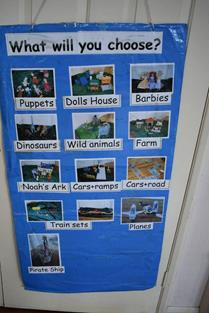 What will you choose?
Puppets Dolls House Barbies
Dinosaurs Wild animals Farm
Noah's Ark Cars+ramps Cars+road
Train sets Planes
Pirate Ship